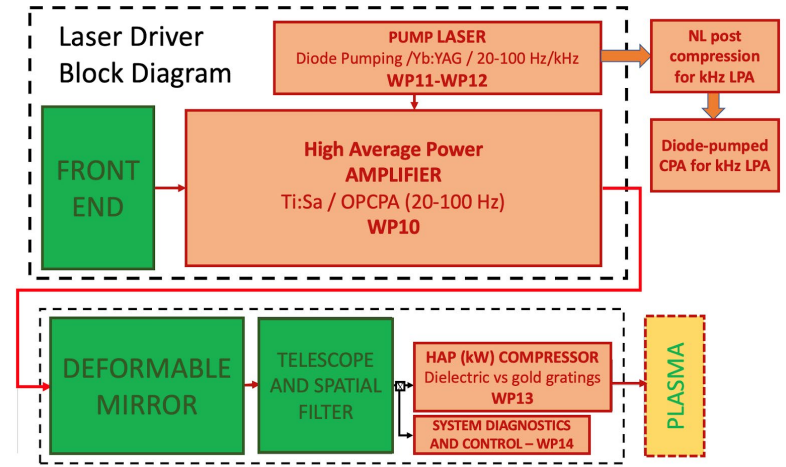 Laser Driver
Block Diagram
PUMP LASER
Diode Pumping /Yb:YAG / 20-100 Hz/kHz
WP11-WP12
NL post
compression
for kHz LPA
Diode-pumped
CPA for kHz LPA
FRONT
END
High Average Power
AMPLIFIER
Ti:Sa / OPCPA (20-100 Hz)
WP10
DEFORMABLE
MIRROR
TELESCOPE
AND SPATIAL
FILTER
HAP (kW) COMPRESSOR
Dielectric vs gold gratings
WP13
SYSTEM DIAGNOSTICS
AND CONTROL – WP14
PLASMA